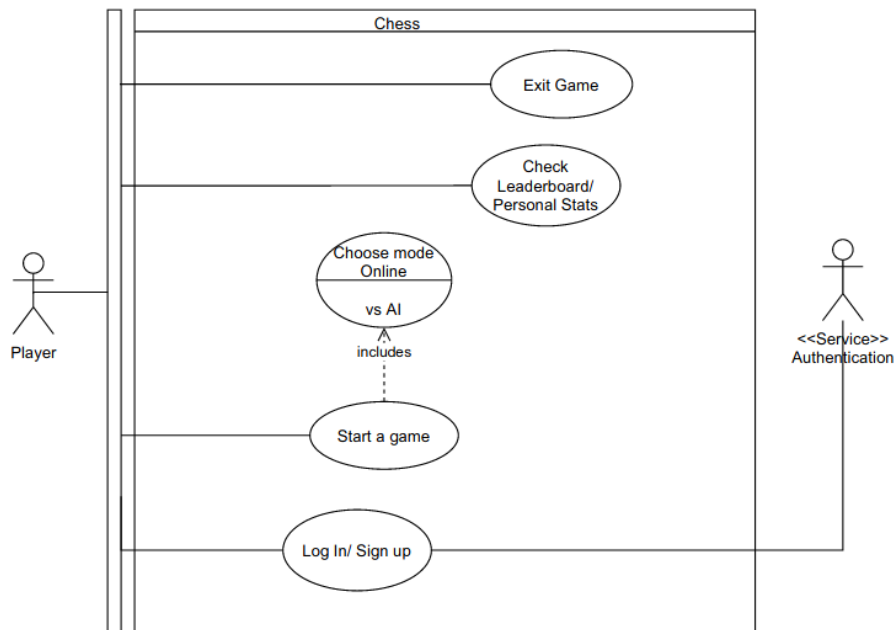 Chess
Exit Game
Check
Leaderboard/
Personal Stats
Choose mode
Online
vs AI
includes
Player
<<Service>>
Authentication
Start a game
Log In/ Sign up